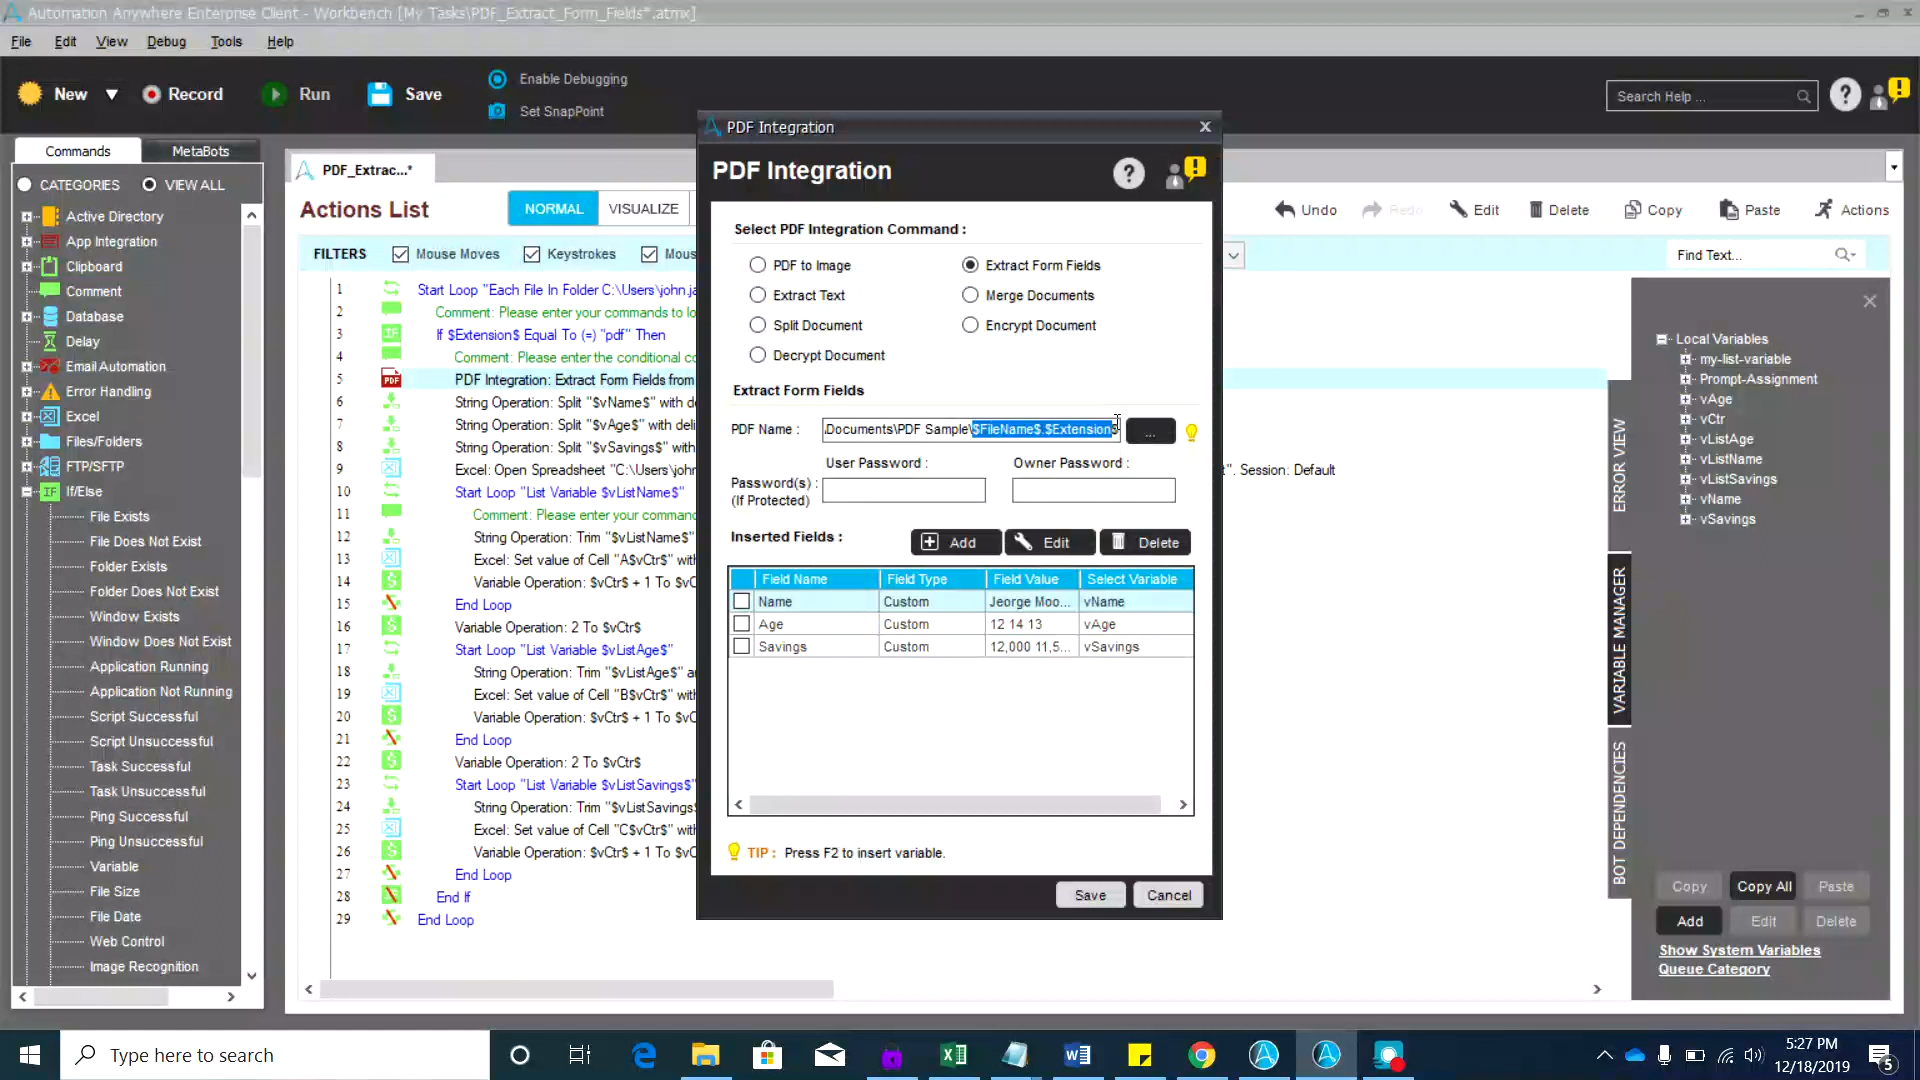 Automation Anywhere Enterprise Client - Workbench [My Tasks\PDF_Extract_Form_Fields*.atmx]
File Edit View Debug Tools Help
New Record Run Save
Enable Debugging
Set SnapPoint
Search Help ...
Commands MetaBots
CATEGORIES VIEW ALL
Active Directory
App Integration
Clipboard
Comment
Database
Delay
Email Automation
Error Handling
Excel
Files/Folders
FTP/SFTP
If/Else
File Exists
File Does Not Exist
Folder Exists
Folder Does Not Exist
Window Exists
Window Does Not Exist
Application Running
Application Not Running
Script Successful
Script Unsuccessful
Task Successful
Task Unsuccessful
Ping Successful
Ping Unsuccessful
Variable
File Size
File Date
Web Control
Image Recognition
PDF_Extrac...*
Actions List NORMAL VISUALIZE
Undo Redo Edit Delete Copy Paste Actions
FILTERS Mouse Moves Keystrokes Mous
Find Text...
1 Start Loop "Each File In Folder C:\Users\john.ja
2 Comment: Please enter your commands to lo
3 If $Extension$ Equal To (=) "pdf" Then
4 Comment: Please enter the conditional co
5 PDF Integration: Extract Form Fields from
6 String Operation: Split "$vName$" with de
7 String Operation: Split "$vAge$" with deli
8 String Operation: Split "$vSavings$" with
9 Excel: Open Spreadsheet "C:\Users\john ". Session: Default
10 Start Loop "List Variable $vListName$"
11 Comment: Please enter your comman
12 String Operation: Trim "$vListName$"
13 Excel: Set value of Cell "A$vCtr$" with
14 Variable Operation: $vCtr$ + 1 To $vC
15 End Loop
16 Variable Operation: 2 To $vCtr$
17 Start Loop "List Variable $vListAge$"
18 String Operation: Trim "$vListAge$" a
19 Excel: Set value of Cell "B$vCtr$" wit
20 Variable Operation: $vCtr$ + 1 To $vC
21 End Loop
22 Variable Operation: 2 To $vCtr$
23 Start Loop "List Variable $vListSavings$"
24 String Operation: Trim "$vListSavings$
25 Excel: Set value of Cell "C$vCtr$" wit
26 Variable Operation: $vCtr$ + 1 To $vC
27 End Loop
28 End If
29 End Loop
PDF Integration
PDF Integration
Select PDF Integration Command :
PDF to Image Extract Form Fields
Extract Text Merge Documents
Split Document Encrypt Document
Decrypt Document
Extract Form Fields
PDF Name : Documents\PDF Sample\$FileName$.$Extension$ ...
User Password : Owner Password :
Password(s) :
(If Protected)
Inserted Fields : Add Edit Delete
Field Name Field Type Field Value Select Variable
Name Custom Jeorge Moo... vName
Age Custom 12 14 13 vAge
Savings Custom 12,000 11,5... vSavings
TIP : Press F2 to insert variable.
Save Cancel
ERROR VIEW
VARIABLE MANAGER
BOT DEPENDENCIES
Local Variables
my-list-variable
Prompt-Assignment
vAge
vCtr
vListAge
vListName
vListSavings
vName
vSavings
Copy Copy All Paste
Add Edit Delete
Show System Variables
Queue Category
Type here to search
5:27 PM
12/18/2019
5